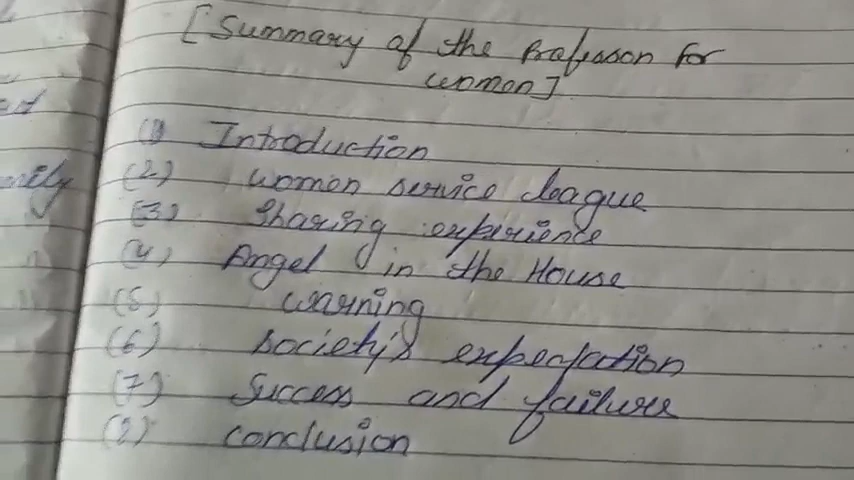 [Summary of the Profession for
women]
(1) Introduction
(2) women service league
(3) Sharing experience
(4) Angel in the House
(5) warning
(6) society's expectation
(7) Success and failure
(8) conclusion